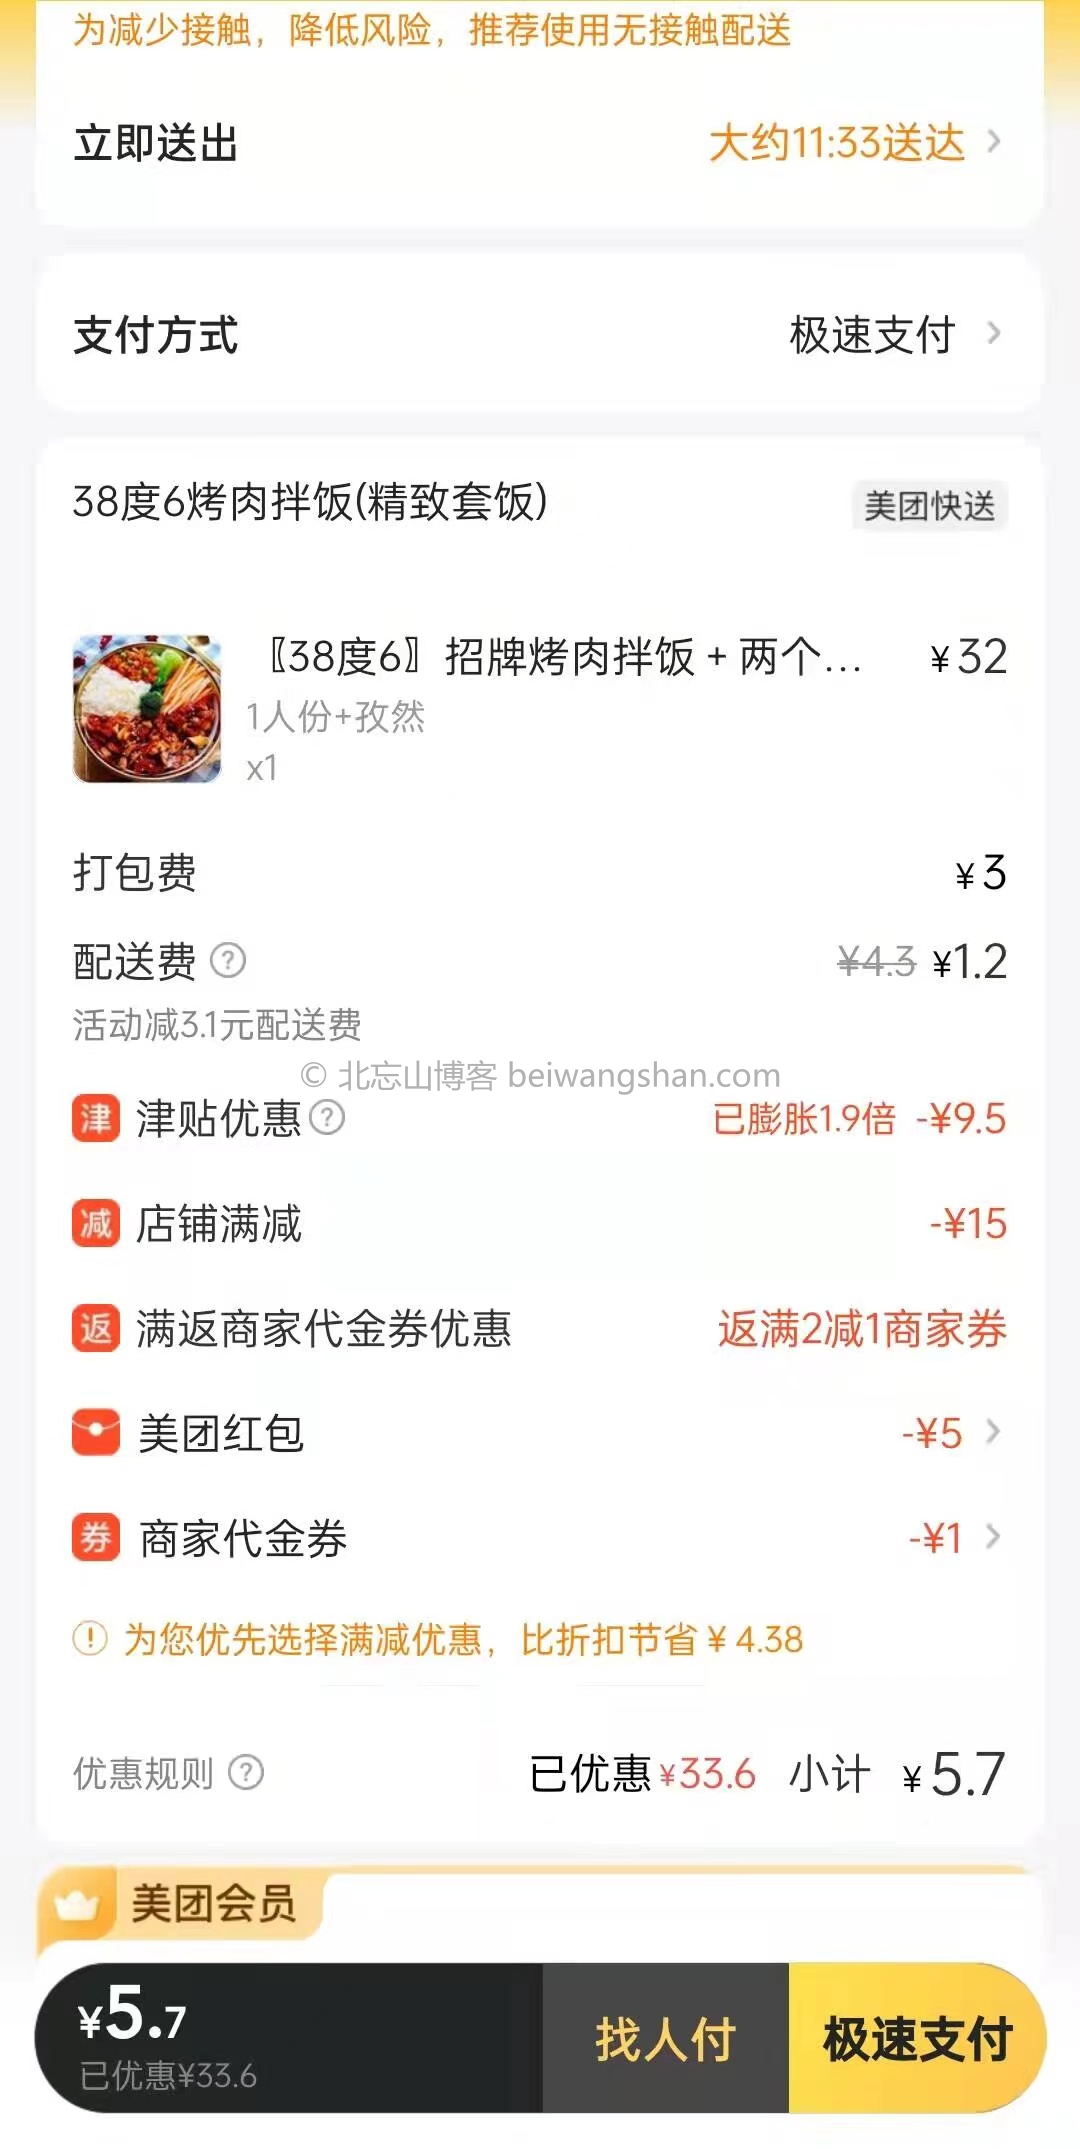 为减少接触，降低风险，推荐使用无接触配送
立即送出 大约11:33送达
支付方式 极速支付
38度6烤肉拌饭(精致套饭) 美团快送
〖38度6〗招牌烤肉拌饭+两个... ¥32
1人份+孜然
x1
打包费 ¥3
配送费 ¥4.3 ¥1.2
活动减3.1元配送费
© 北忘山博客 beiwangshan.com
津 津贴优惠 已膨胀1.9倍 -¥9.5
减 店铺满减 -¥15
返 满返商家代金券优惠 返满2减1商家券
美团红包 -¥5
券 商家代金券 -¥1
为您优先选择满减优惠，比折扣节省¥4.38
优惠规则 已优惠¥33.6 小计 ¥5.7
美团会员
¥5.7 找人付 极速支付
已优惠¥33.6